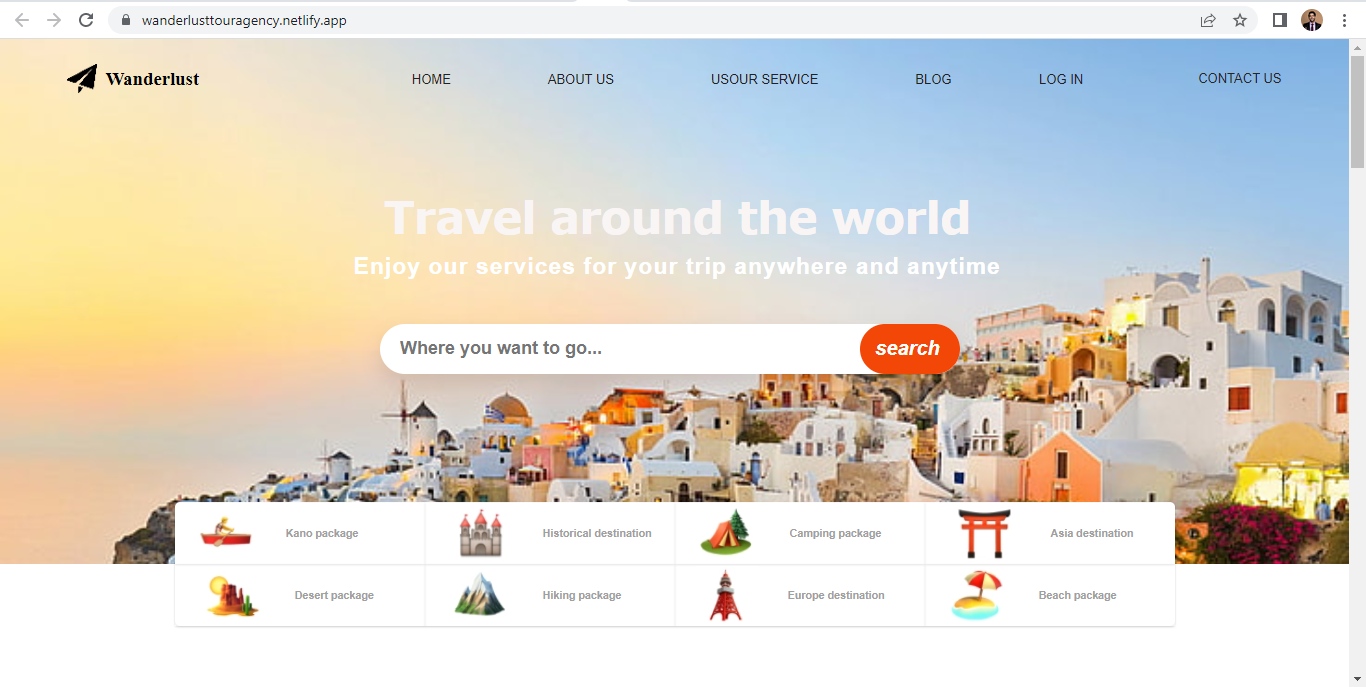 wanderlusttouragency.netlify.app
Wanderlust HOME ABOUT US USOUR SERVICE BLOG LOG IN CONTACT US
Travel around the world
Enjoy our services for your trip anywhere and anytime
Where you want to go... search
Kano package Historical destination Camping package Asia destination
Desert package Hiking package Europe destination Beach package